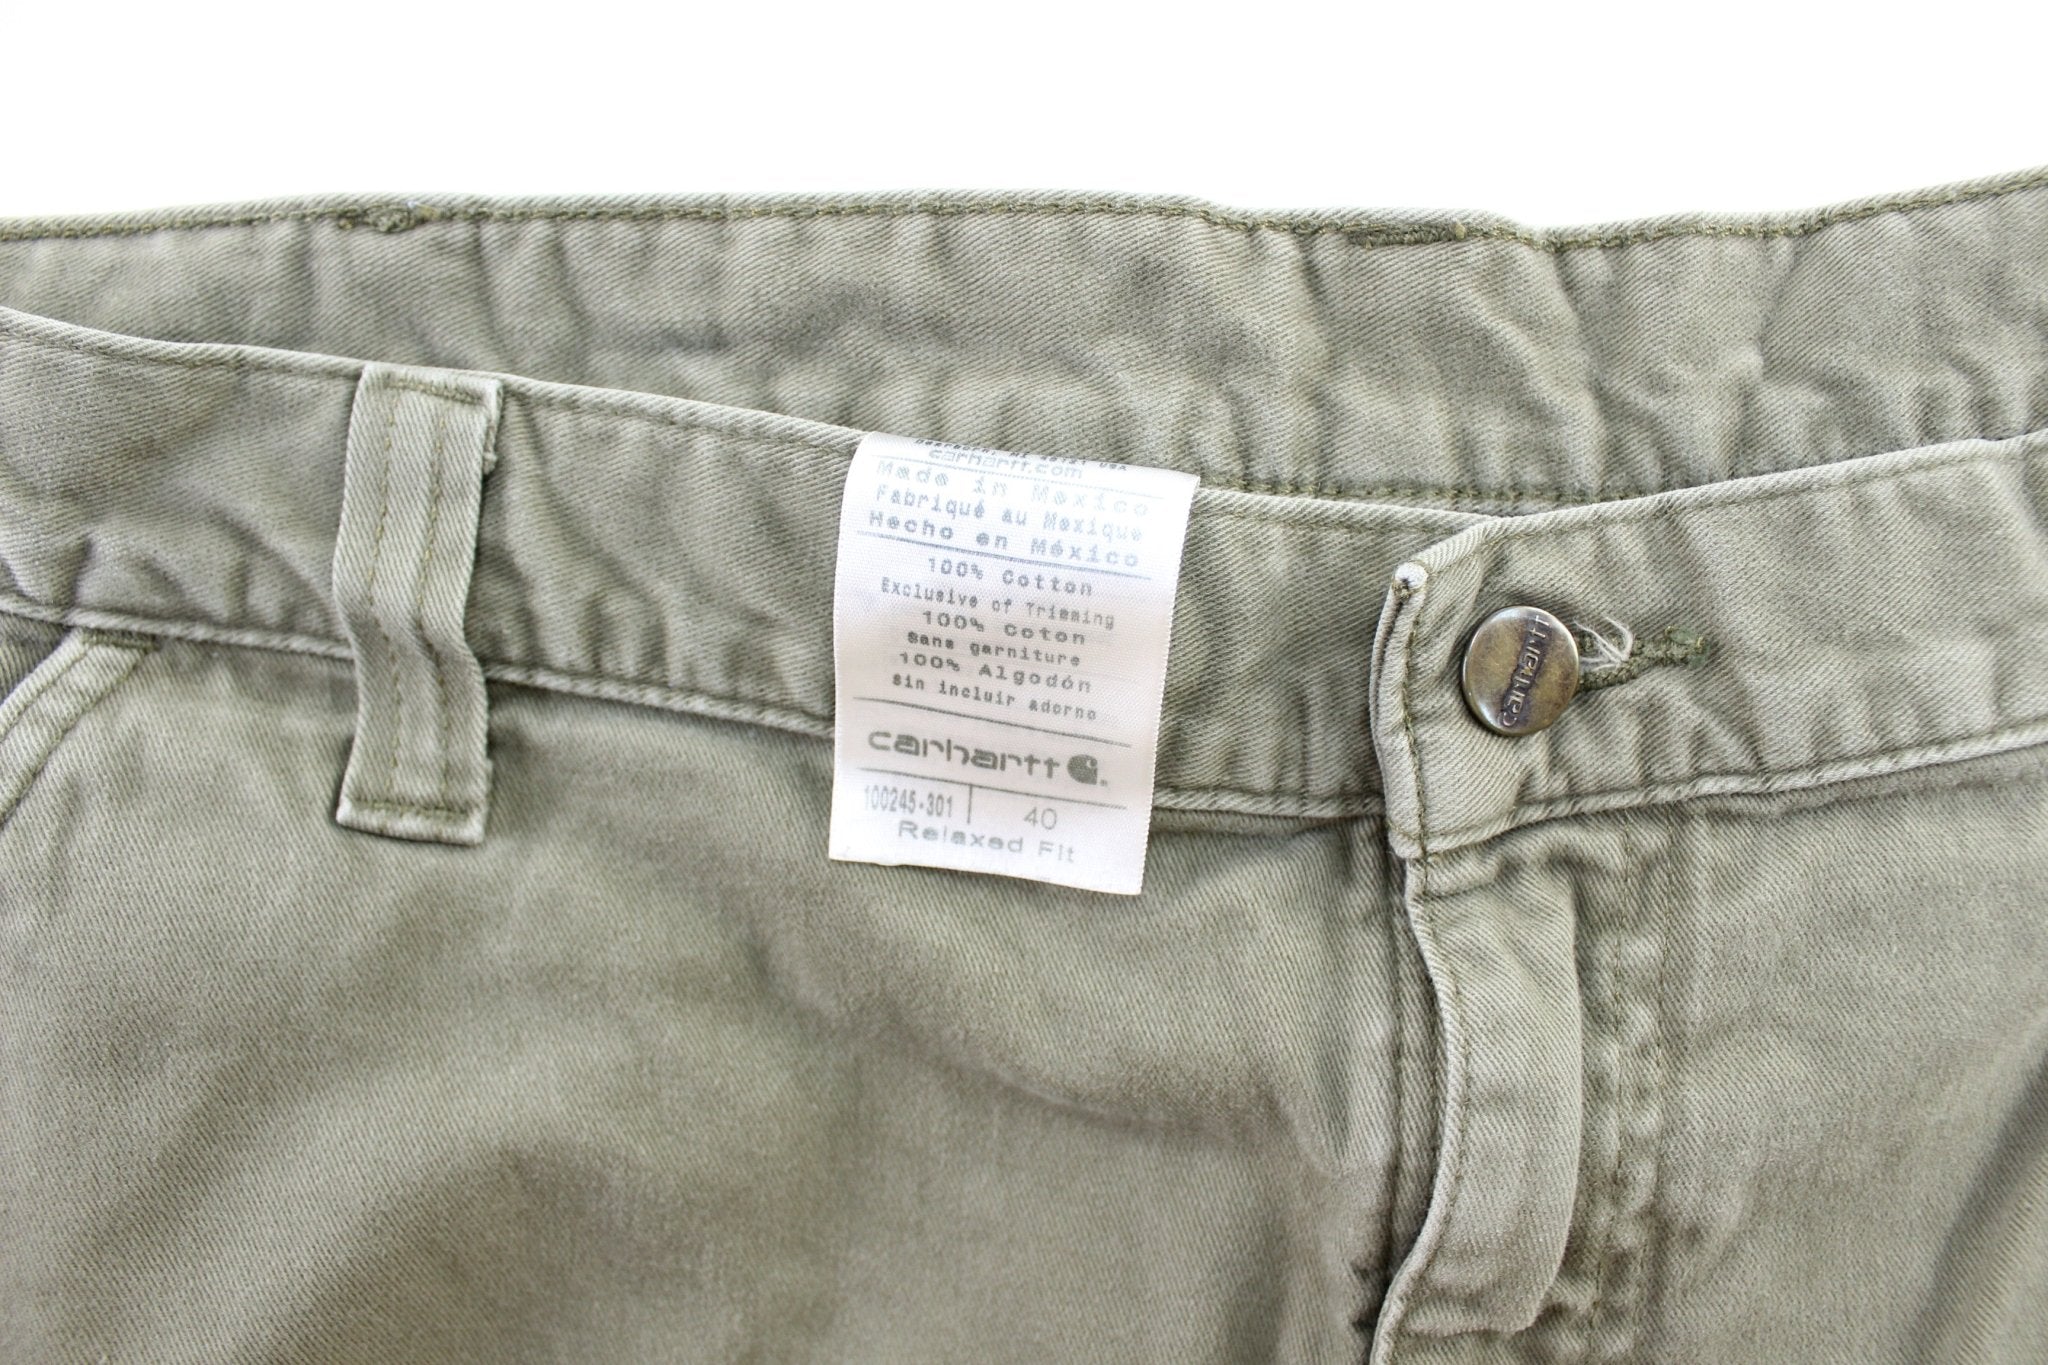 carhartt.com
Made in Mexico
Fabriqué au Mexique
Hecho en México
100% Cotton
Exclusive of Trimming
100% Coton
Sans garniture
100% Algodón
sin incluir adorno
carhartt
100245-301 | 40
Relaxed Fit
carhartt